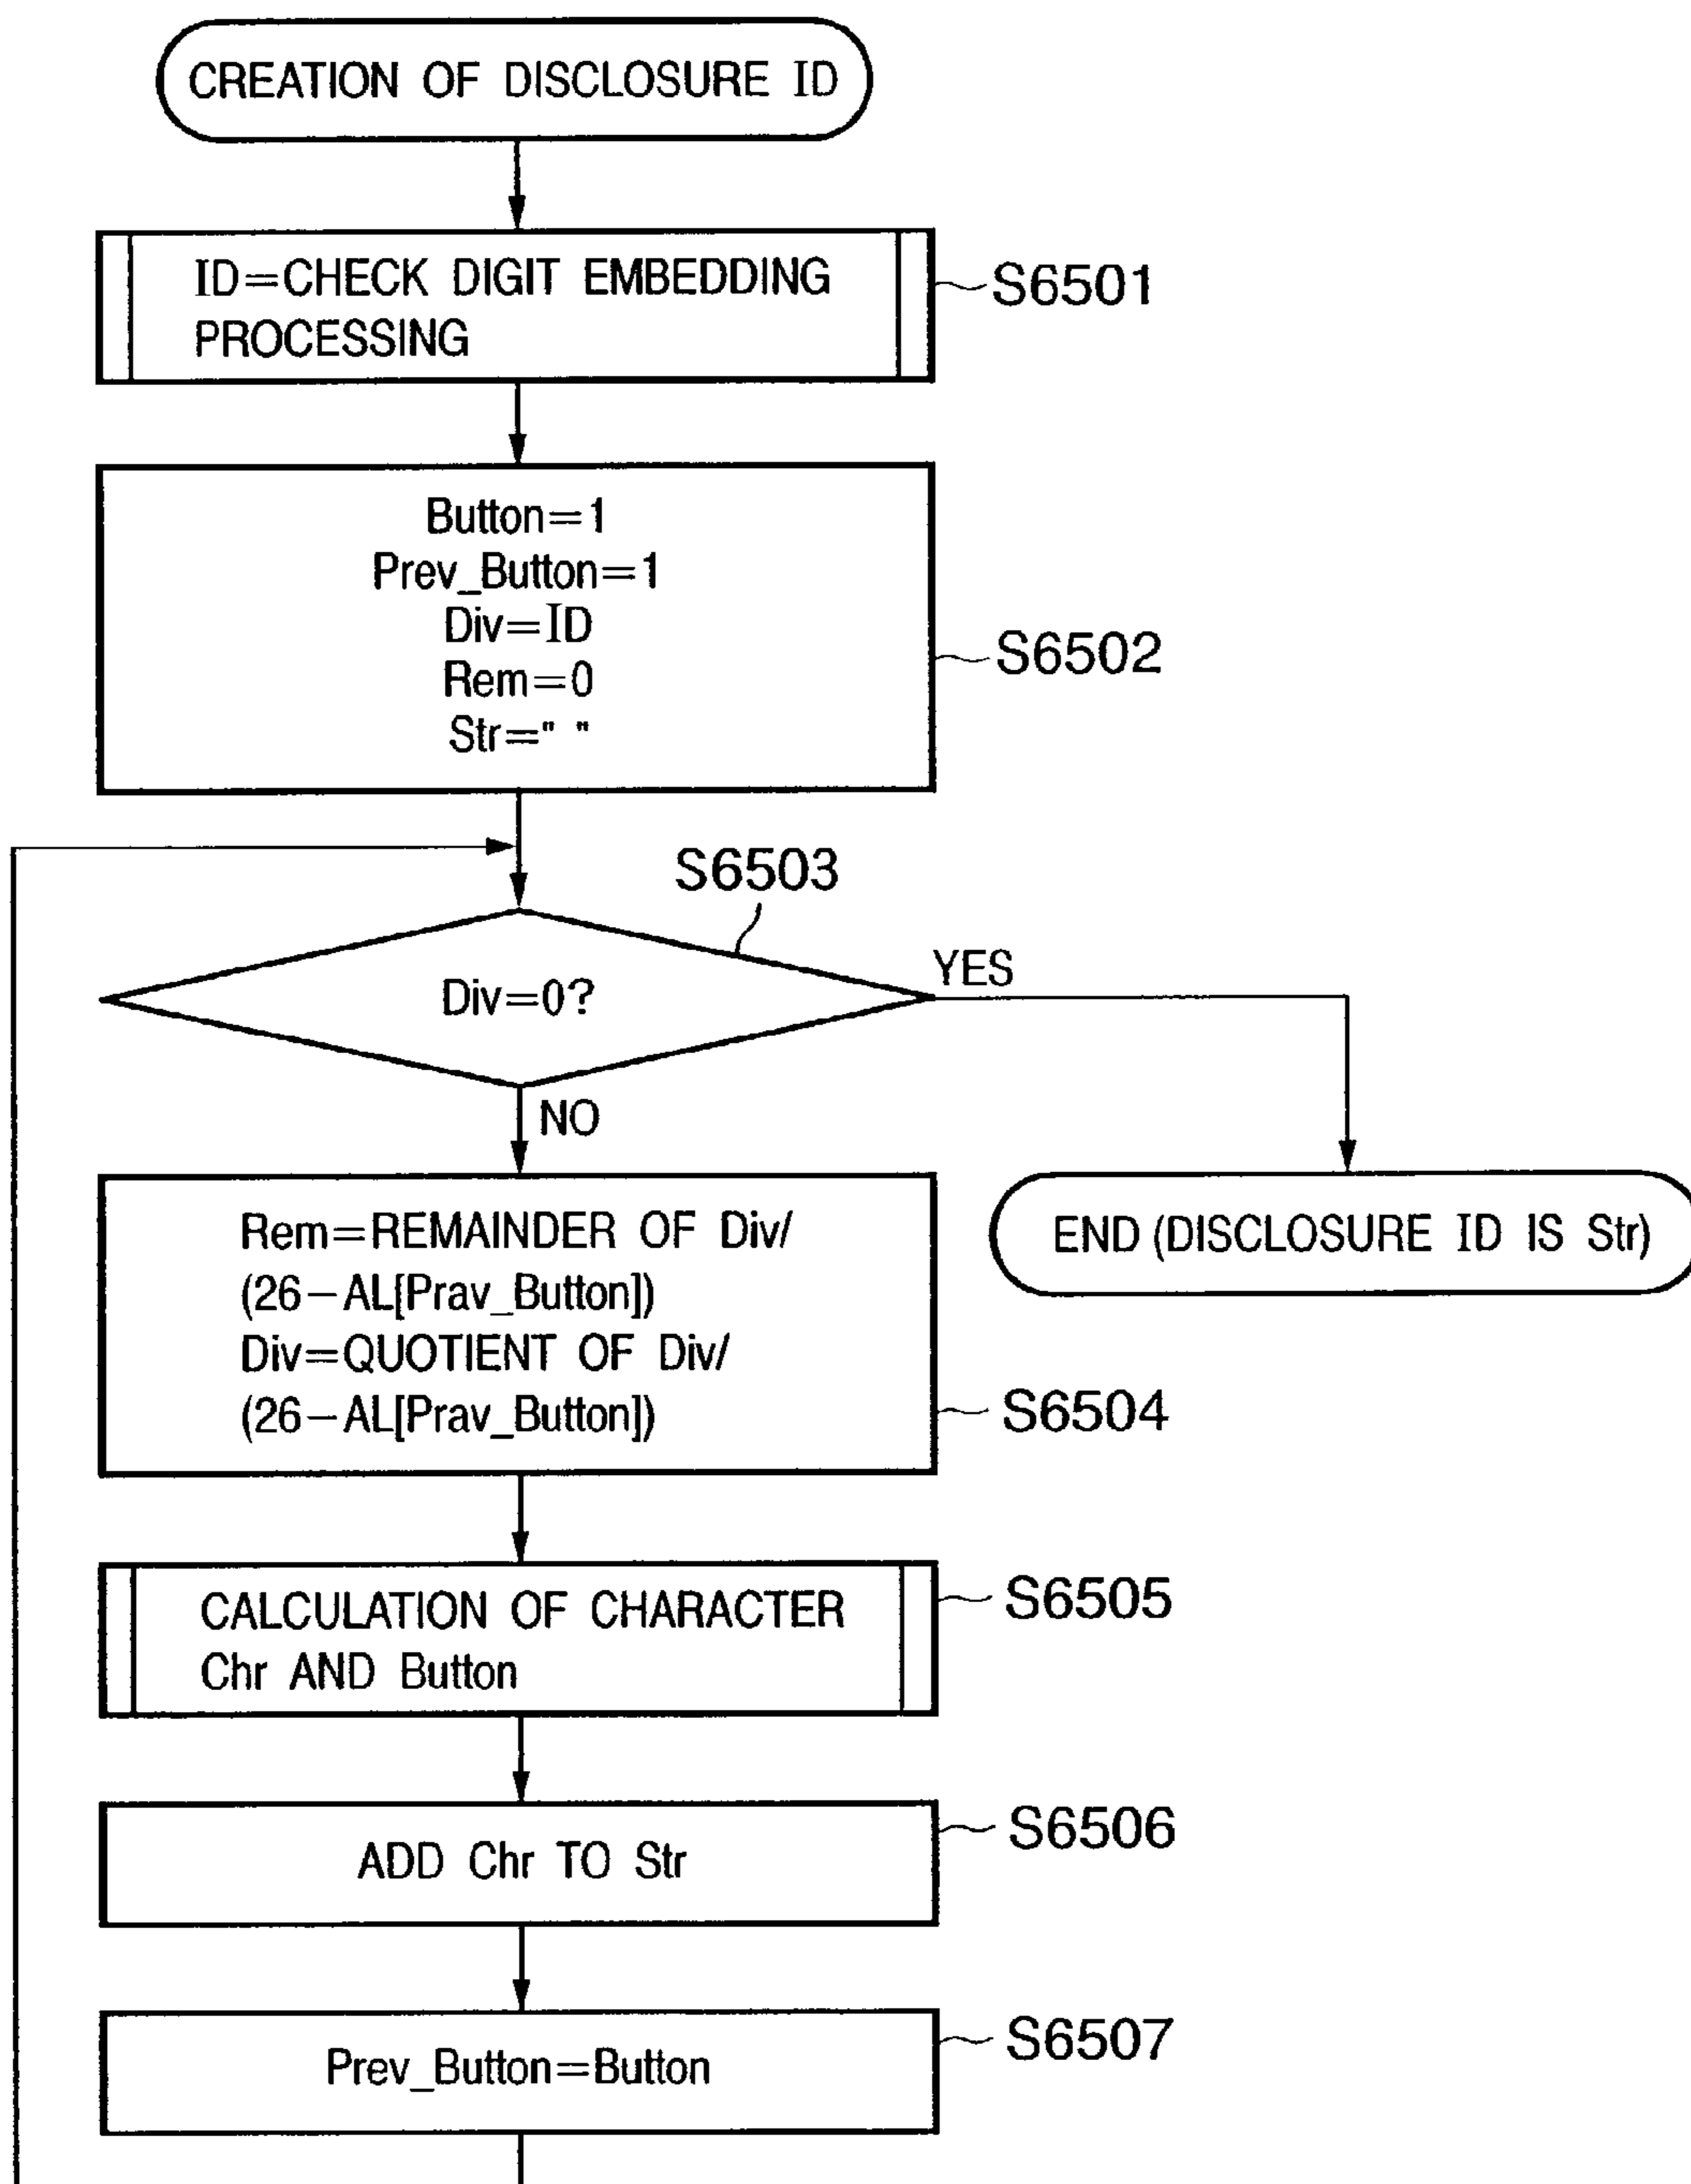 CREATION OF DISCLOSURE ID
ID=CHECK DIGIT EMBEDDING
PROCESSING
S6501
Button=1
Prev_Button=1
Div=ID
Rem=0
Str=" "
S6502
S6503
Div=0?
YES
NO
Rem=REMAINDER OF Div/
(26-AL[Prav_Button])
Div=QUOTIENT OF Div/
(26-AL[Prav_Button])
S6504
END (DISCLOSURE ID IS Str)
CALCULATION OF CHARACTER
Chr AND Button
S6505
ADD Chr TO Str
S6506
Prev_Button=Button
S6507